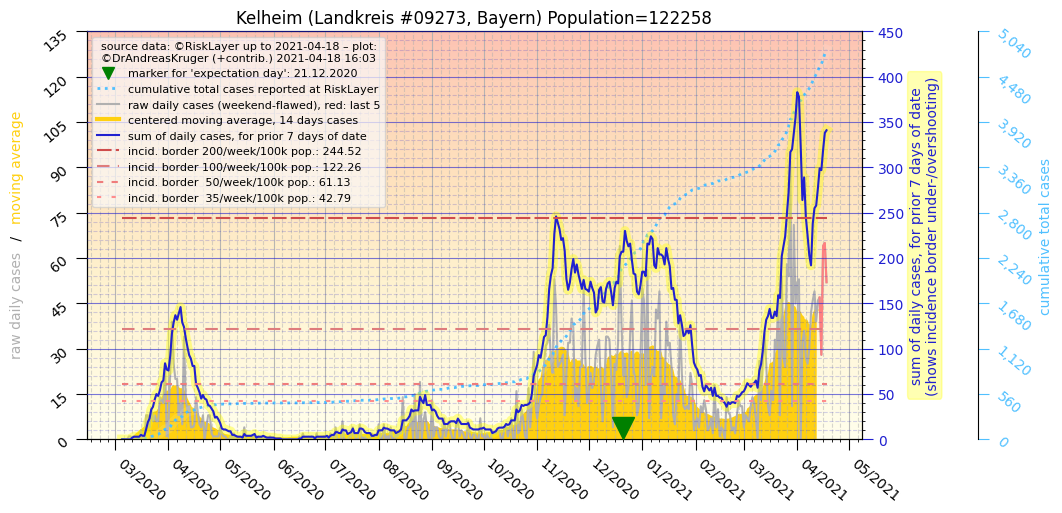 Kelheim (Landkreis #09273, Bayern) Population=122258
source data: ©RiskLayer up to 2021-04-18 – plot:
©DrAndreasKruger (+contrib.) 2021-04-18 16:03
marker for 'expectation day': 21.12.2020
cumulative total cases reported at RiskLayer
raw daily cases (weekend-flawed), red: last 5
centered moving average, 14 days cases
sum of daily cases, for prior 7 days of date
incid. border 200/week/100k pop.: 244.52
incid. border 100/week/100k pop.: 122.26
incid. border  50/week/100k pop.: 61.13
incid. border  35/week/100k pop.: 42.79
raw daily cases  /  moving average
135
120
105
90
75
60
45
30
15
0
03/2020
04/2020
05/2020
06/2020
07/2020
08/2020
09/2020
10/2020
11/2020
12/2020
01/2021
02/2021
03/2021
04/2021
05/2021
450
400
350
300
250
200
150
100
50
0
sum of daily cases, for prior 7 days of date
(shows incidence border under-/overshooting)
5,040
4,480
3,920
3,360
2,800
2,240
1,680
1,120
560
0
cumulative total cases